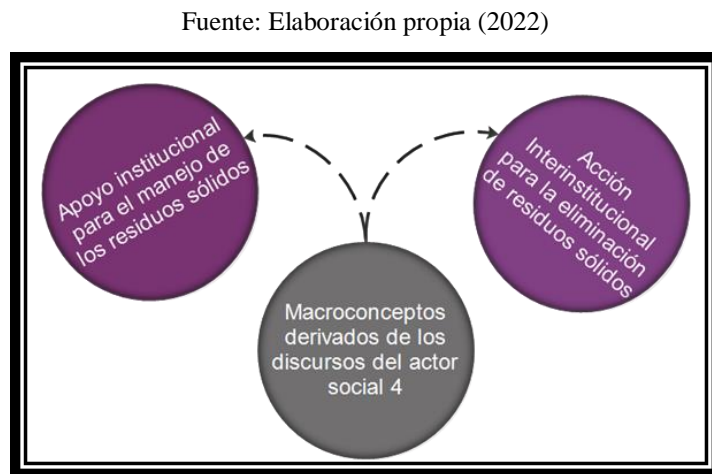 Fuente: Elaboración propia (2022)
Apoyo institucional
para el manejo de
los residuos sólidos
Acción
Interinstitucional
para la eliminación
de residuos sólidos
Macroconceptos
derivados de los
discursos del actor
social 4